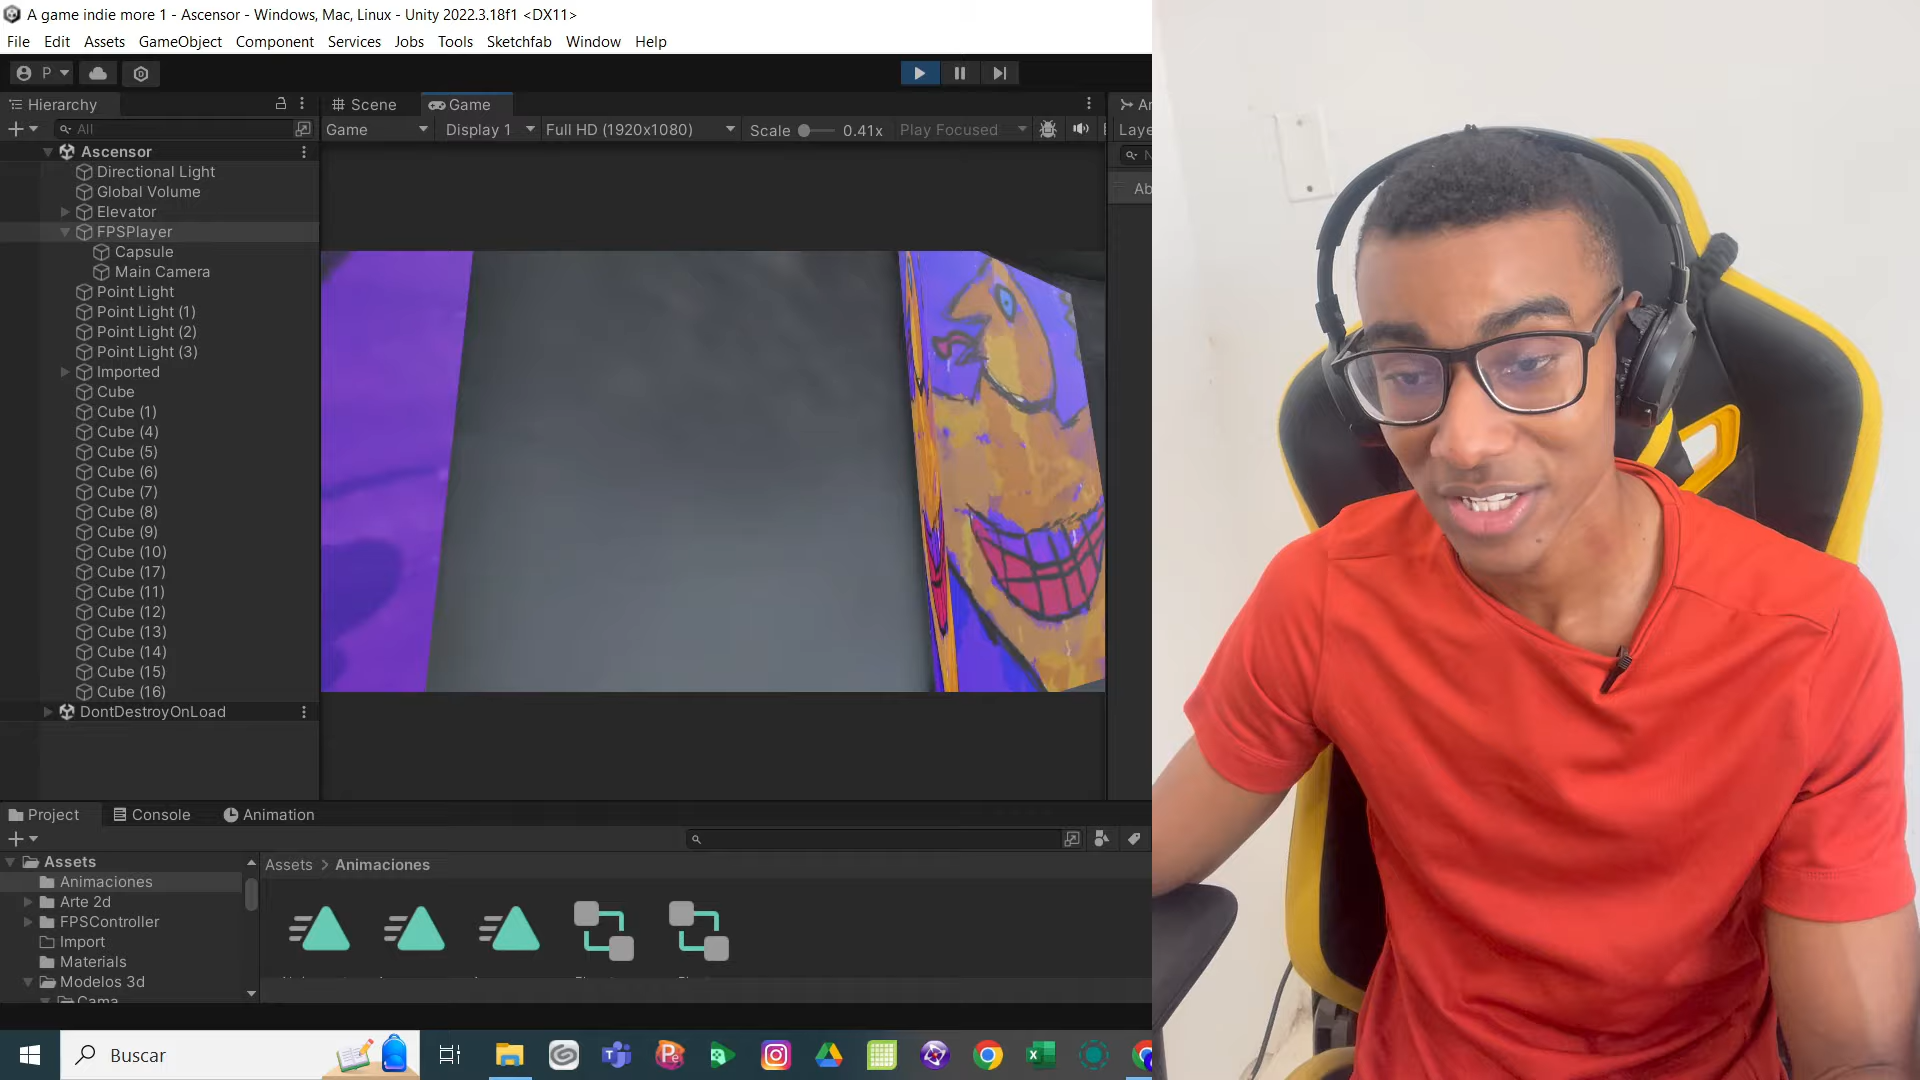 A game indie more 1 - Ascensor - Windows, Mac, Linux - Unity 2022.3.18f1 <DX11>
File Edit Assets GameObject Component Services Jobs Tools Sketchfab Window Help
P
Hierarchy
Scene
Game
All
Game
Display 1
Full HD (1920x1080)
Scale
0.41x
Play Focused
Laye
Ascensor
Directional Light
Global Volume
Ab
Elevator
FPSPlayer
Capsule
Main Camera
Point Light
Point Light (1)
Point Light (2)
Point Light (3)
Imported
Cube
Cube (1)
Cube (4)
Cube (5)
Cube (6)
Cube (7)
Cube (8)
Cube (9)
Cube (10)
Cube (17)
Cube (11)
Cube (12)
Cube (13)
Cube (14)
Cube (15)
Cube (16)
DontDestroyOnLoad
Project
Console
Animation
Assets
Animaciones
Arte 2d
FPSController
Import
Materials
Modelos 3d
Cama
Assets > Animaciones
Buscar